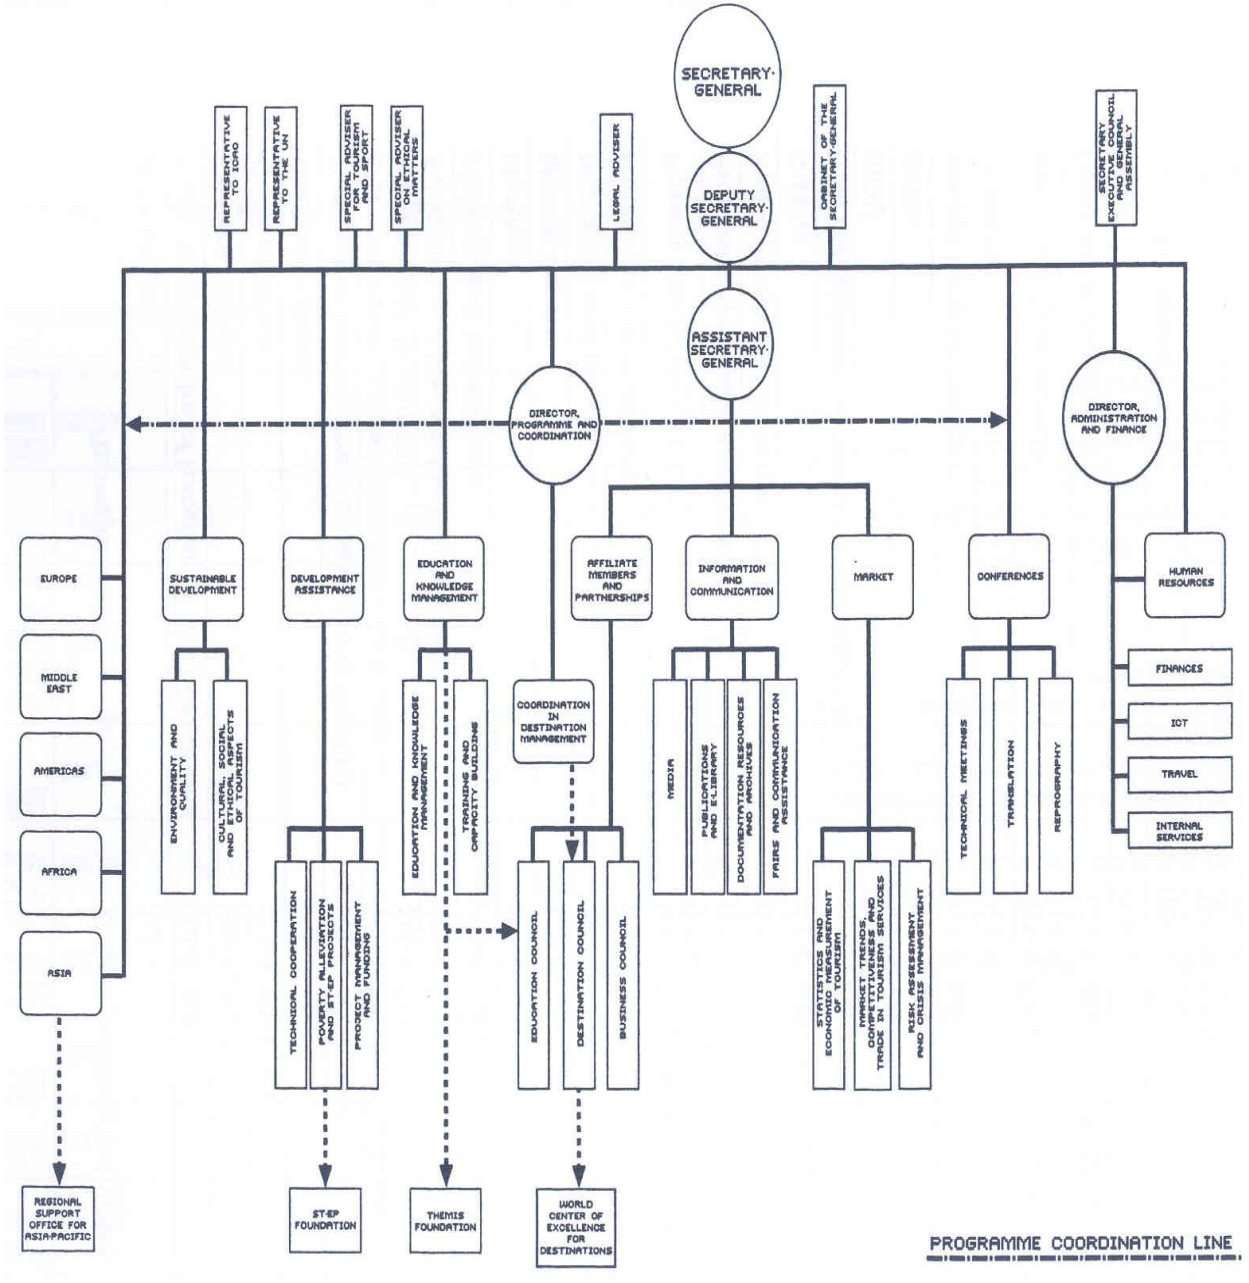 SECRETARY-
GENERAL
REPRESENTATIVE
TO ICAO
REPRESENTATIVE
TO THE UN
SPECIAL ADVISER
FOR TOURISM
AND SPORT
SPECIAL ADVISER
ON ETHICAL
MATTERS
LEGAL ADVISER
DEPUTY
SECRETARY-
GENERAL
CABINET OF THE
SECRETARY-GENERAL
SECRETARY
EXECUTIVE COUNCIL
AND GENERAL
ASSEMBLY
ASSISTANT
SECRETARY-
GENERAL
DIRECTOR,
PROGRAMME AND
COORDINATION
DIRECTOR,
ADMINISTRATION
AND FINANCE
EUROPE
SUSTAINABLE
DEVELOPMENT
DEVELOPMENT
ASSISTANCE
EDUCATION
AND
KNOWLEDGE
MANAGEMENT
AFFILIATE
MEMBERS
AND
PARTNERSHIPS
INFORMATION
AND
COMMUNICATION
MARKET
CONFERENCES
HUMAN
RESOURCES
MIDDLE
EAST
AMERICAS
AFRICA
ASIA
ENVIRONMENT AND
QUALITY
CULTURAL, SOCIAL
AND ETHICAL ASPECTS
OF TOURISM
EDUCATION AND KNOWLEDGE
MANAGEMENT
TRAINING AND
CAPACITY BUILDING
COORDINATION
IN
DESTINATION
MANAGEMENT
MEDIA
PUBLICATIONS
AND E-LIBRARY
DOCUMENTATION RESOURCES
AND ARCHIVES
FAIRS AND COMMUNICATION
ASSISTANCE
TECHNICAL MEETINGS
TRANSLATION
REPROGRAPHY
FINANCES
ICT
TRAVEL
INTERNAL
SERVICES
TECHNICAL COOPERATION
POVERTY ALLEVIATION
AND ST-EP PROJECTS
PROJECT MANAGEMENT
AND FUNDING
EDUCATION COUNCIL
DESTINATION COUNCIL
BUSINESS COUNCIL
STATISTICS AND
ECONOMIC MEASUREMENT
OF TOURISM
MARKET TRENDS,
COMPETITIVENESS AND
TRADE IN TOURISM SERVICES
RISK ASSESSMENT
AND CRISIS MANAGEMENT
REGIONAL
SUPPORT
OFFICE FOR
ASIA-PACIFIC
ST-EP
FOUNDATION
THEMIS
FOUNDATION
WORLD
CENTER OF
EXCELLENCE
FOR
DESTINATIONS
PROGRAMME COORDINATION LINE